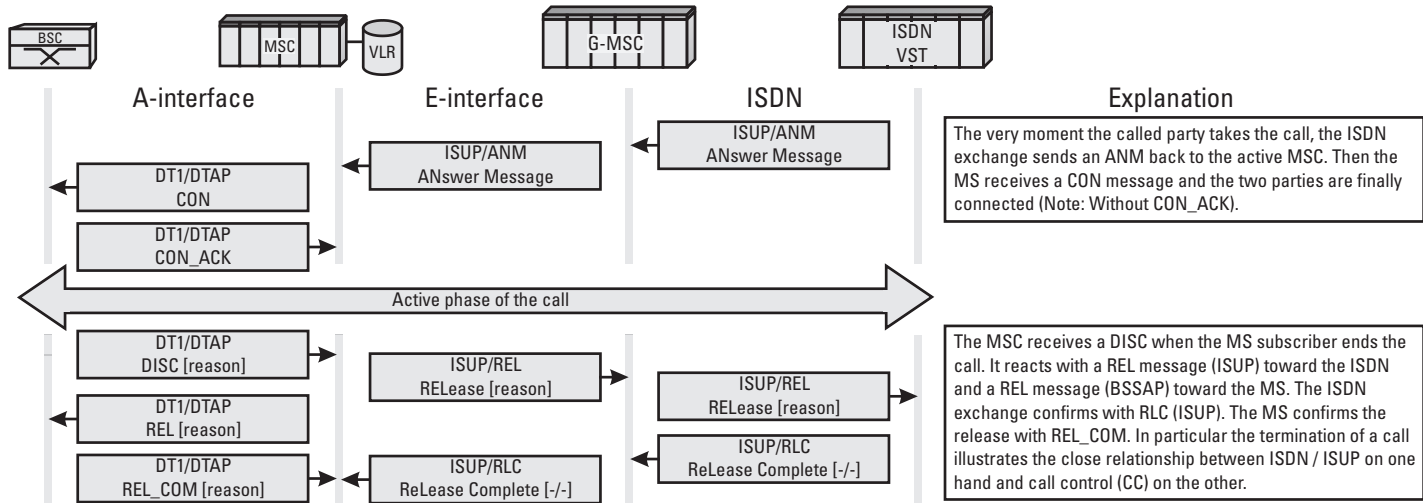 BSC
MSC
VLR
G-MSC
ISDN
VST
A-interface
E-interface
ISDN
Explanation
ISUP/ANM
ANswer Message
ISUP/ANM
ANswer Message
DT1/DTAP
CON
DT1/DTAP
CON_ACK
The very moment the called party takes the call, the ISDN
exchange sends an ANM back to the active MSC. Then the
MS receives a CON message and the two parties are finally
connected (Note: Without CON_ACK).
Active phase of the call
DT1/DTAP
DISC [reason]
ISUP/REL
RELease [reason]
ISUP/REL
RELease [reason]
DT1/DTAP
REL [reason]
ISUP/RLC
ReLease Complete [-/-]
DT1/DTAP
REL_COM [reason]
ISUP/RLC
ReLease Complete [-/-]
The MSC receives a DISC when the MS subscriber ends the
call. It reacts with a REL message (ISUP) toward the ISDN
and a REL message (BSSAP) toward the MS. The ISDN
exchange confirms with RLC (ISUP). The MS confirms the
release with REL_COM. In particular the termination of a call
illustrates the close relationship between ISDN / ISUP on one
hand and call control (CC) on the other.